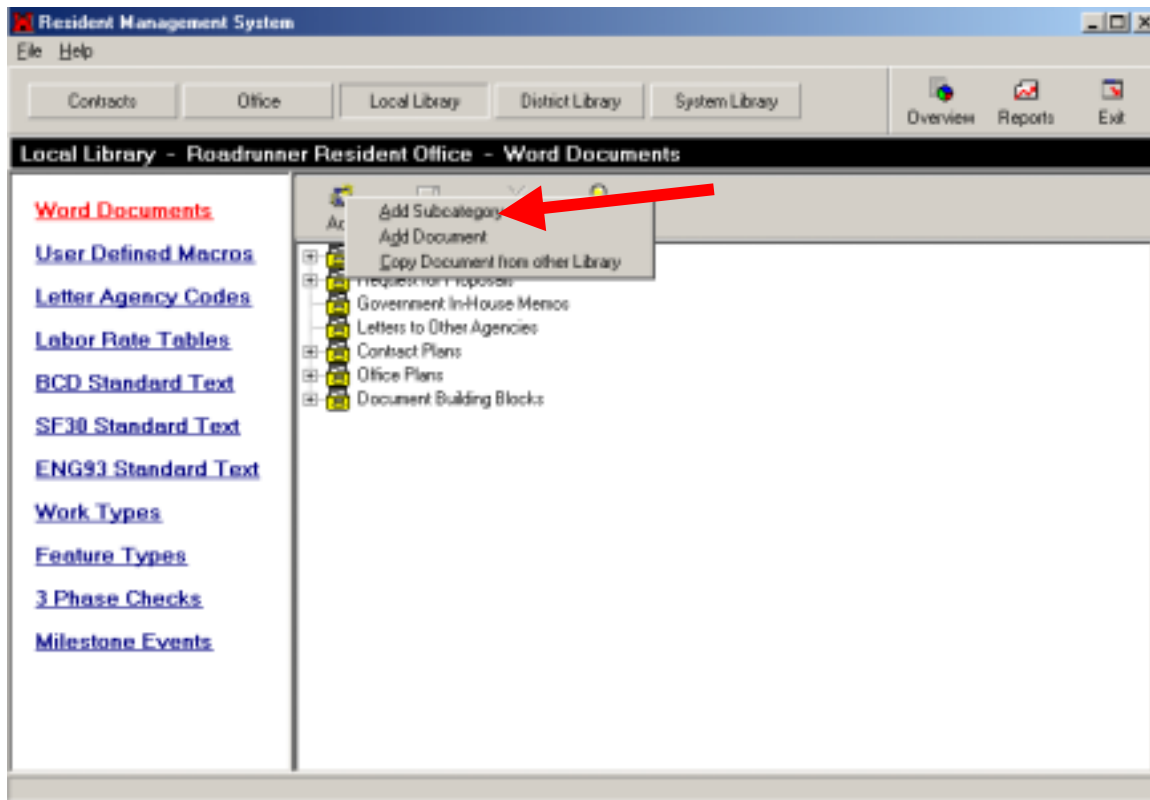 Resident Management System
File Help
Contracts Office Local Library District Library System Library
Overview Reports Exit
Local Library - Roadrunner Resident Office - Word Documents
Word Documents
User Defined Macros
Letter Agency Codes
Labor Rate Tables
BCD Standard Text
SF30 Standard Text
ENG93 Standard Text
Work Types
Feature Types
3 Phase Checks
Milestone Events
Add Subcategory
Add Document
Copy Document from other Library
Request for Proposals
Government In-House Memos
Letters to Other Agencies
Contract Plans
Office Plans
Document Building Blocks